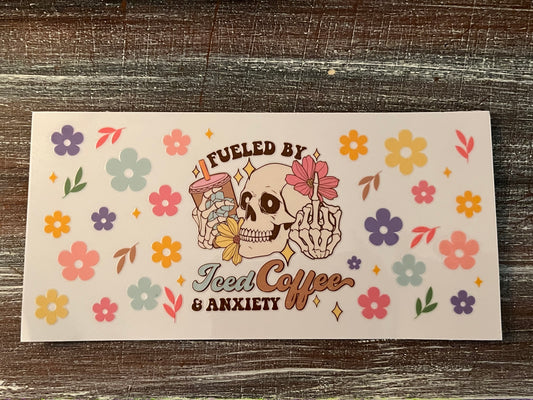 FUELED BY
Iced Coffee
& ANXIETY